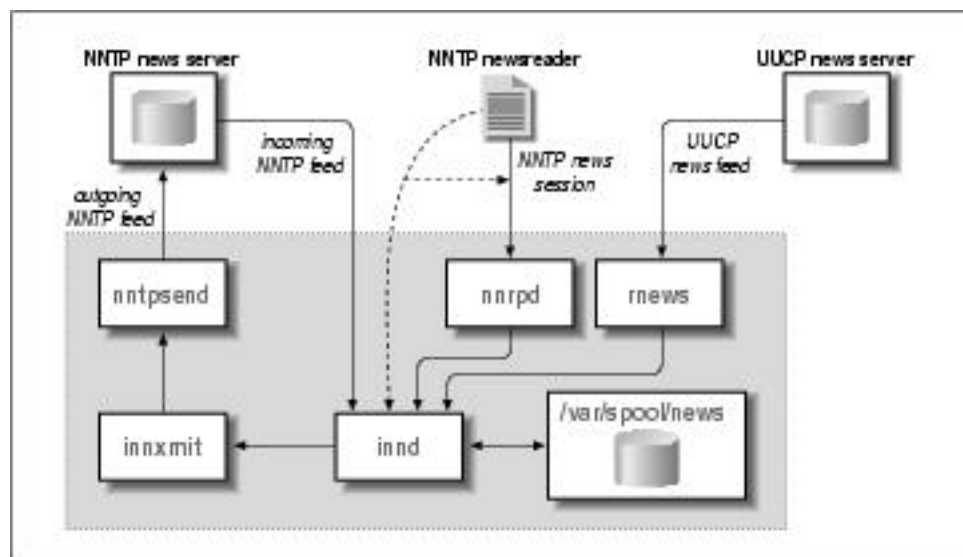 NNTP news server
NNTP newsreader
UUCP news server
incoming
NNTP feed
NNTP news
session
UUCP
news feed
outgoing
NNTP feed
nntpsend
nnrpd
rnews
/var/spool/news
innxmit
innd